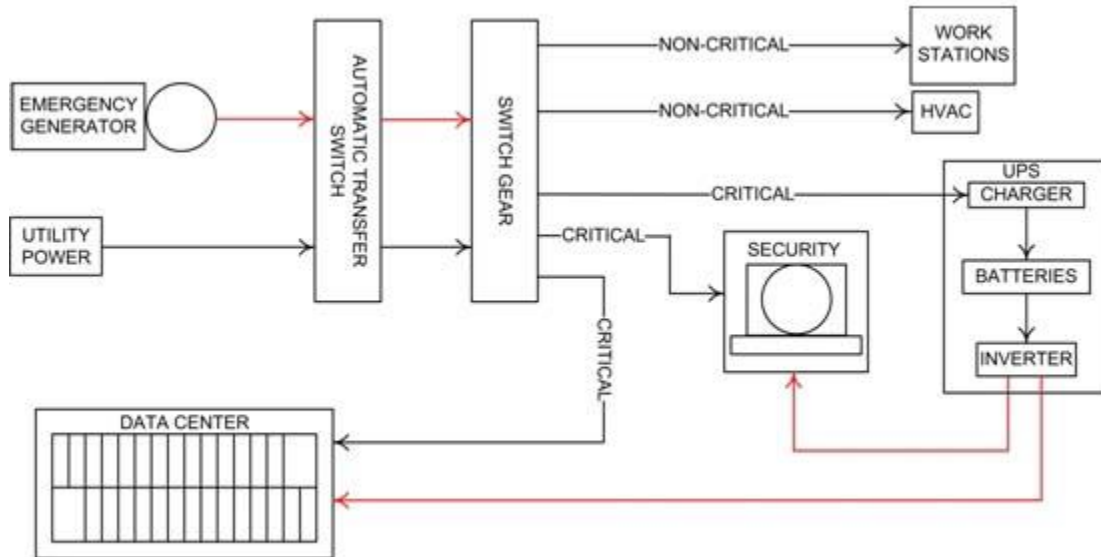 WORK
STATIONS
NON-CRITICAL
EMERGENCY
GENERATOR
AUTOMATIC TRANSFER
SWITCH
SWITCH GEAR
NON-CRITICAL
HVAC
UPS
CRITICAL
CHARGER
UTILITY
POWER
CRITICAL
SECURITY
BATTERIES
CRITICAL
INVERTER
DATA CENTER